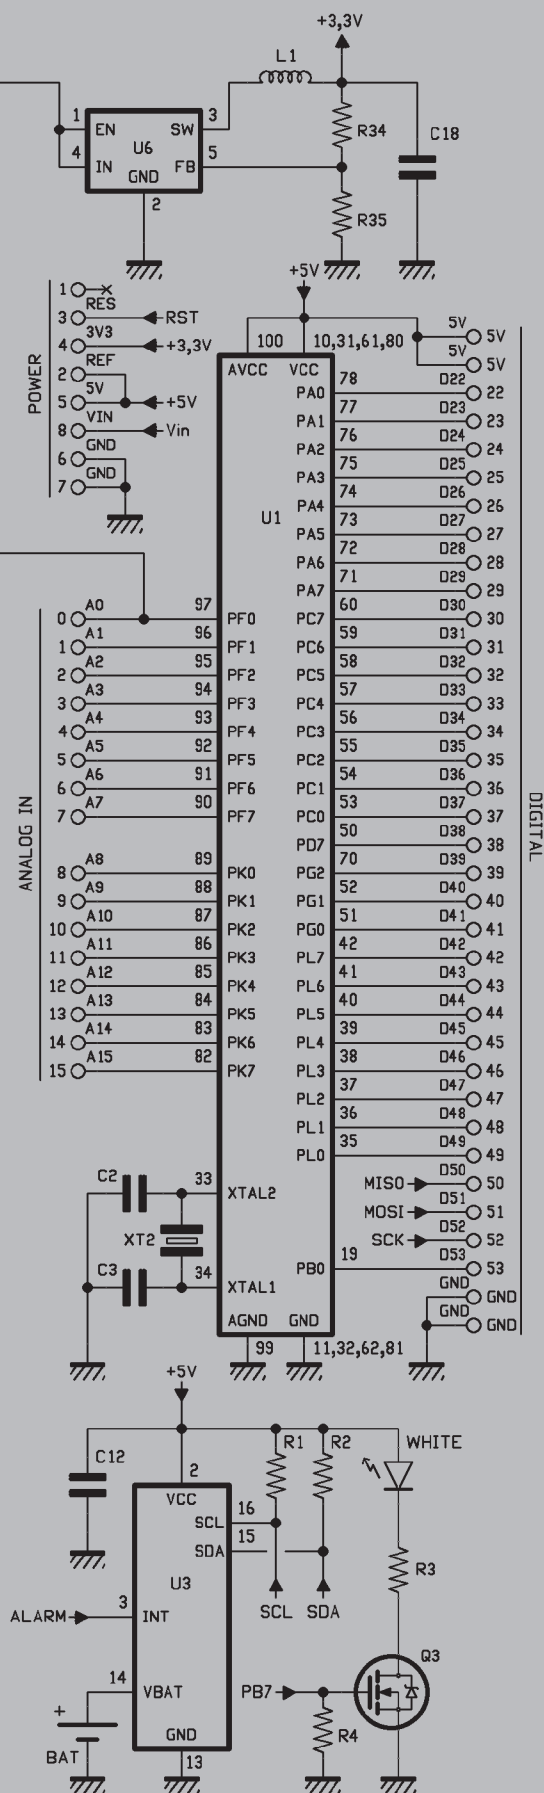 +3,3V
L1
1 EN SW 3
U6
R34
C18
4 IN FB 5
GND
2
R35
+5V
POWER
1
RES
3 RST
3V3
4 +3,3V
REF
2
5V
5 +5V
VIN
8 Vin
GND
6
GND
7
100 10,31,61,80
AVCC VCC
5V 5V
5V 5V
U1
PA0 78 D22 22
PA1 77 D23 23
PA2 76 D24 24
PA3 75 D25 25
PA4 74 D26 26
PA5 73 D27 27
PA6 72 D28 28
PA7 71 D29 29
ANALOG IN
DIGITAL
0 A0 97 PF0 PC7 60 D30 30
1 A1 96 PF1 PC6 59 D31 31
2 A2 95 PF2 PC5 58 D32 32
3 A3 94 PF3 PC4 57 D33 33
4 A4 93 PF4 PC3 56 D34 34
5 A5 92 PF5 PC2 55 D35 35
6 A6 91 PF6 PC1 54 D36 36
7 A7 90 PF7 PC0 53 D37 37
PD7 50 D38 38
8 A8 89 PK0 PG2 70 D39 39
9 A9 88 PK1 PG1 52 D40 40
10 A10 87 PK2 PG0 51 D41 41
11 A11 86 PK3 PL7 42 D42 42
12 A12 85 PK4 PL6 41 D43 43
13 A13 84 PK5 PL5 40 D44 44
14 A14 83 PK6 PL4 39 D45 45
15 A15 82 PK7 PL3 38 D46 46
PL2 37 D47 47
PL1 36 D48 48
PL0 35 D49 49
MISO D50 50
MOSI D51 51
SCK D52 52
PB0 19 D53 53
GND GND
GND GND
C2
33 XTAL2
XT2
C3
34 XTAL1
AGND GND
99 11,32,62,81
+5V
C12
2
VCC
R1
R2
WHITE
SCL 16
SDA 15
U3
R3
SCL SDA
ALARM 3 INT
Q3
14 VBAT
PB7
+
BAT
R4
GND
13